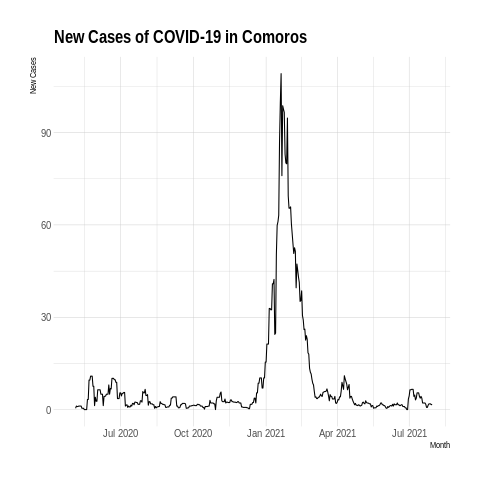 New Cases of COVID-19 in Comoros
New Cases
90
60
30
0
Jul 2020 Oct 2020 Jan 2021 Apr 2021 Jul 2021
Month